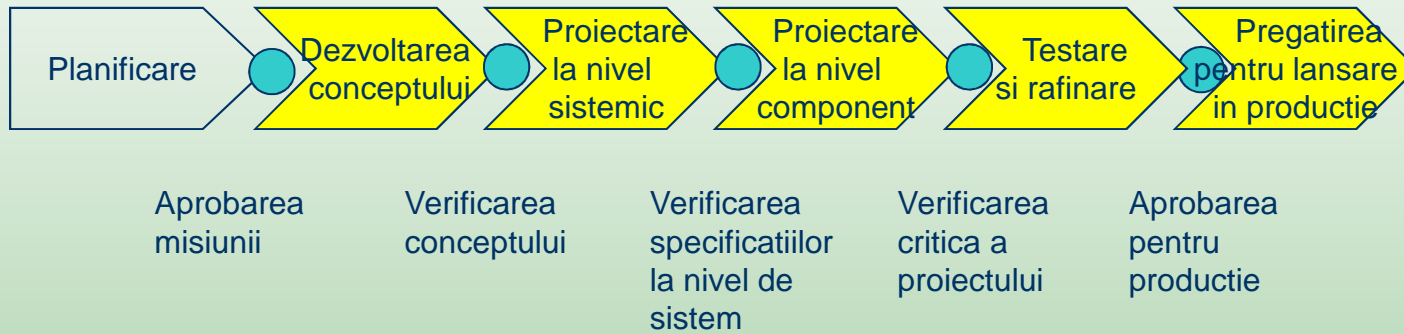 Planificare
Dezvoltarea
conceptului
Proiectare
la nivel
sistemic
Proiectare
la nivel
component
Testare
si rafinare
Pregatirea
pentru lansare
in productie
Aprobarea
misiunii
Verificarea
conceptului
Verificarea
specificatiilor
la nivel de
sistem
Verificarea
critica a
proiectului
Aprobarea
pentru
productie